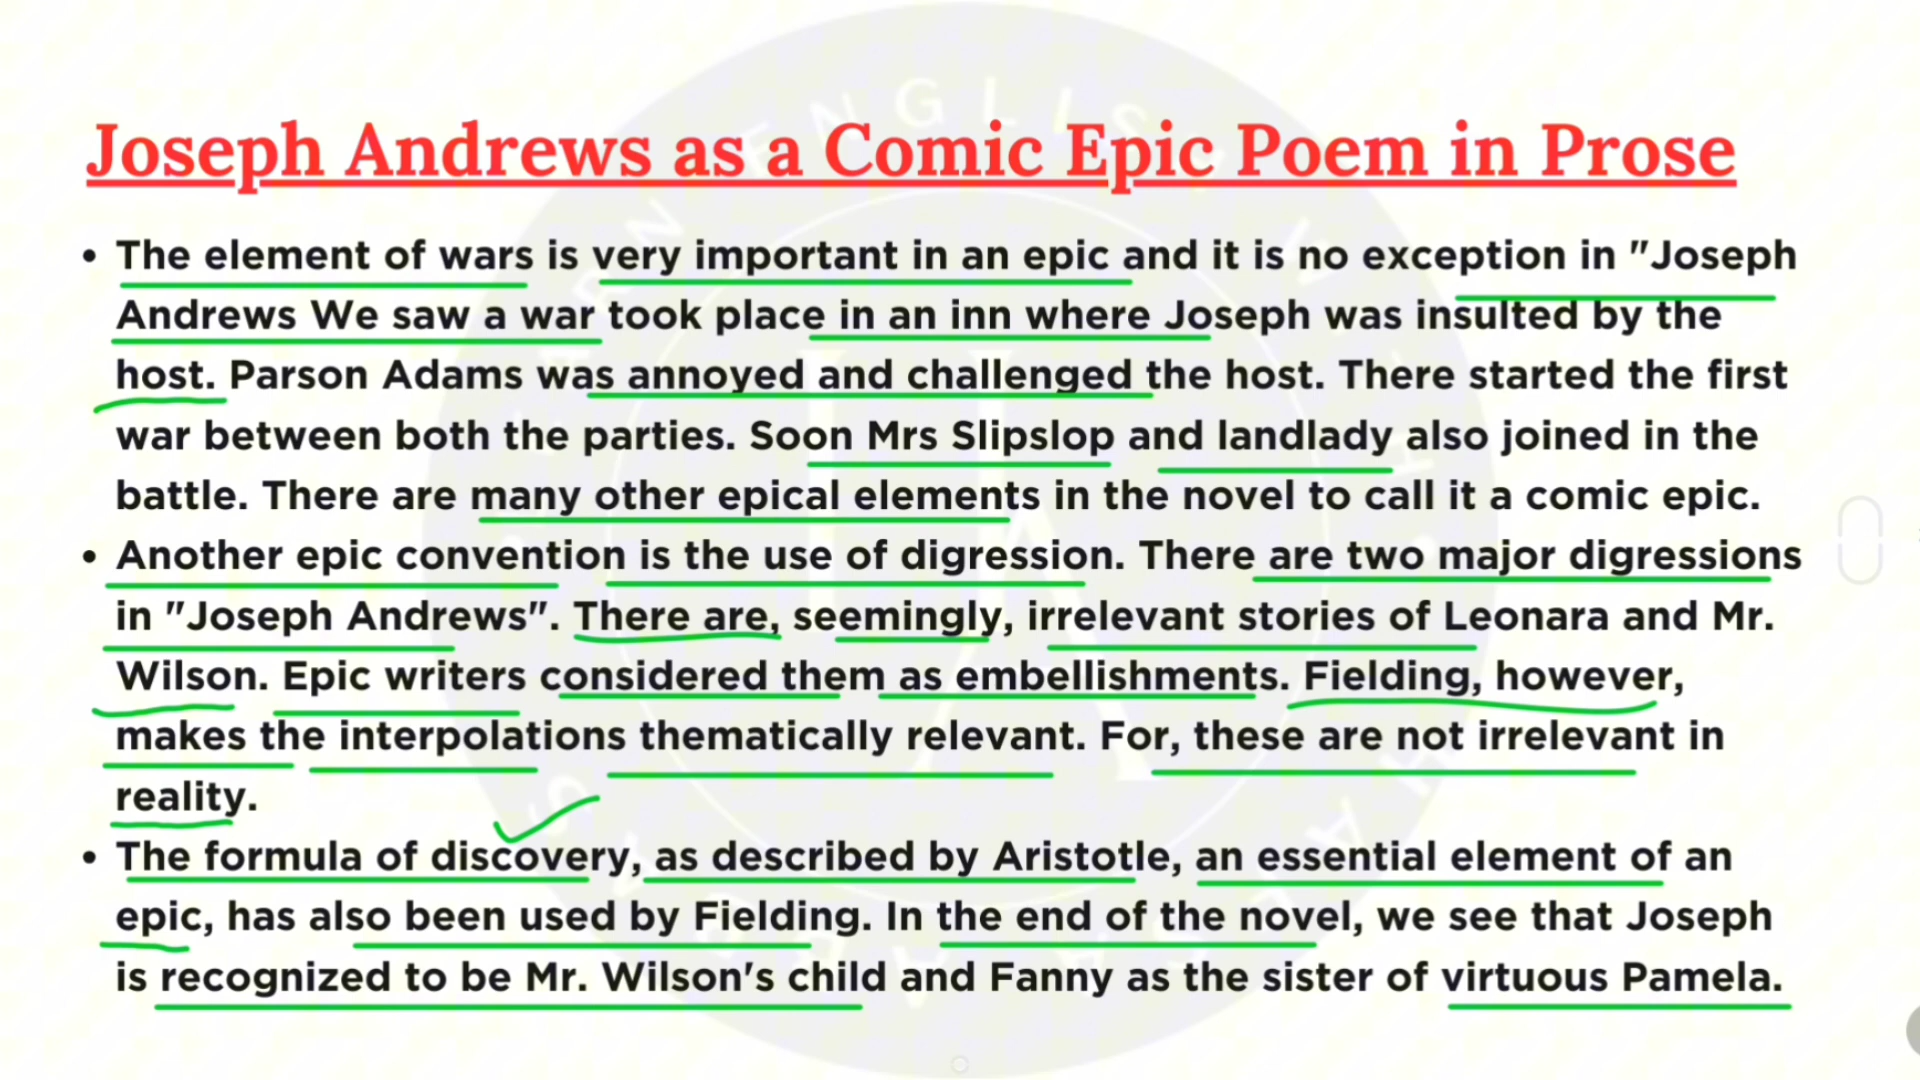 Joseph Andrews as a Comic Epic Poem in Prose
• The element of wars is very important in an epic and it is no exception in "Joseph
Andrews We saw a war took place in an inn where Joseph was insulted by the
host. Parson Adams was annoyed and challenged the host. There started the first
war between both the parties. Soon Mrs Slipslop and landlady also joined in the
battle. There are many other epical elements in the novel to call it a comic epic.
• Another epic convention is the use of digression. There are two major digressions
in "Joseph Andrews". There are, seemingly, irrelevant stories of Leonara and Mr.
Wilson. Epic writers considered them as embellishments. Fielding, however,
makes the interpolations thematically relevant. For, these are not irrelevant in
reality.
• The formula of discovery, as described by Aristotle, an essential element of an
epic, has also been used by Fielding. In the end of the novel, we see that Joseph
is recognized to be Mr. Wilson's child and Fanny as the sister of virtuous Pamela.